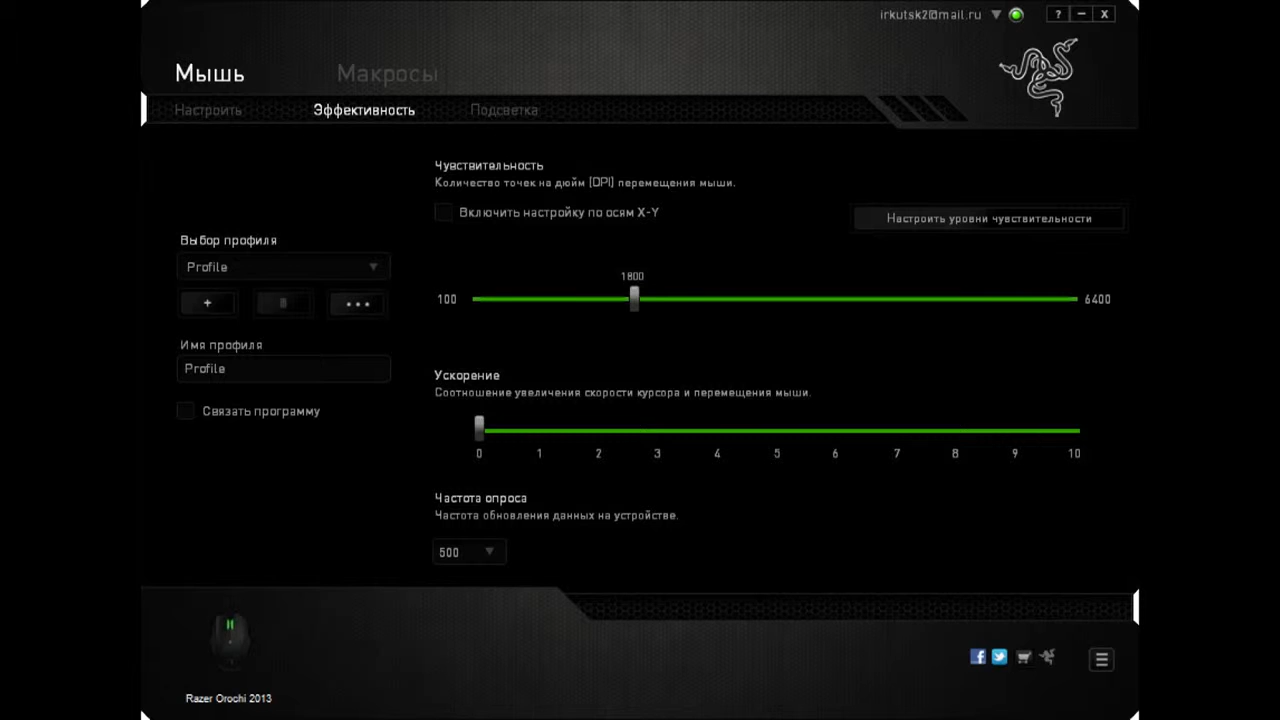 irkutsk2@mail.ru
? – X
Мышь Макросы
Настроить Эффективность Подсветка
Чувствительность
Количество точек на дюйм (DPI) перемещения мыши.
Включить настройку по осям X-Y
Настроить уровни чувствительности
Выбор профиля
Profile
+ •••
1800
100 6400
Имя профиля
Profile
Связать программу
Ускорение
Соотношение увеличения скорости курсора и перемещения мыши.
0 1 2 3 4 5 6 7 8 9 10
Частота опроса
Частота обновления данных на устройстве.
500
Razer Orochi 2013